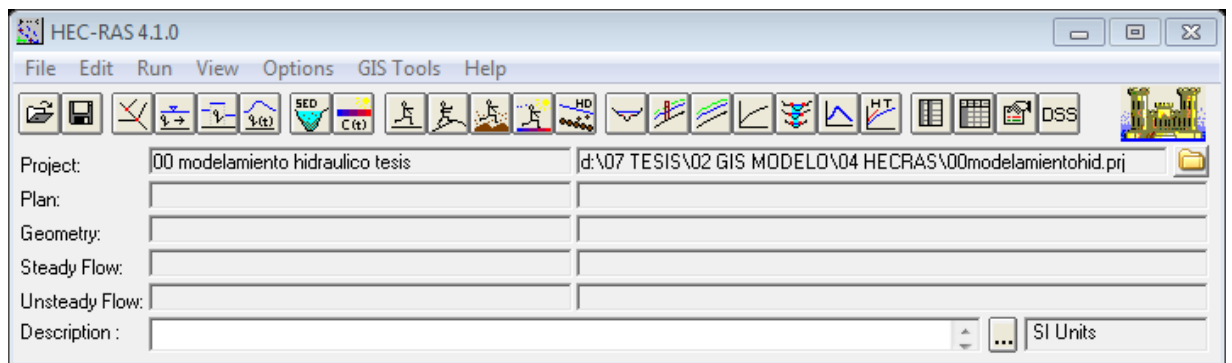 HEC-RAS 4.1.0
File Edit Run View Options GIS Tools Help
SED C(t) Q(t) HD HT DSS
Project: 00 modelamiento hidraulico tesis d:\07 TESIS\02 GIS MODELO\04 HECRAS\00modelamientohid.prj
Plan:
Geometry:
Steady Flow:
Unsteady Flow:
Description : ... SI Units